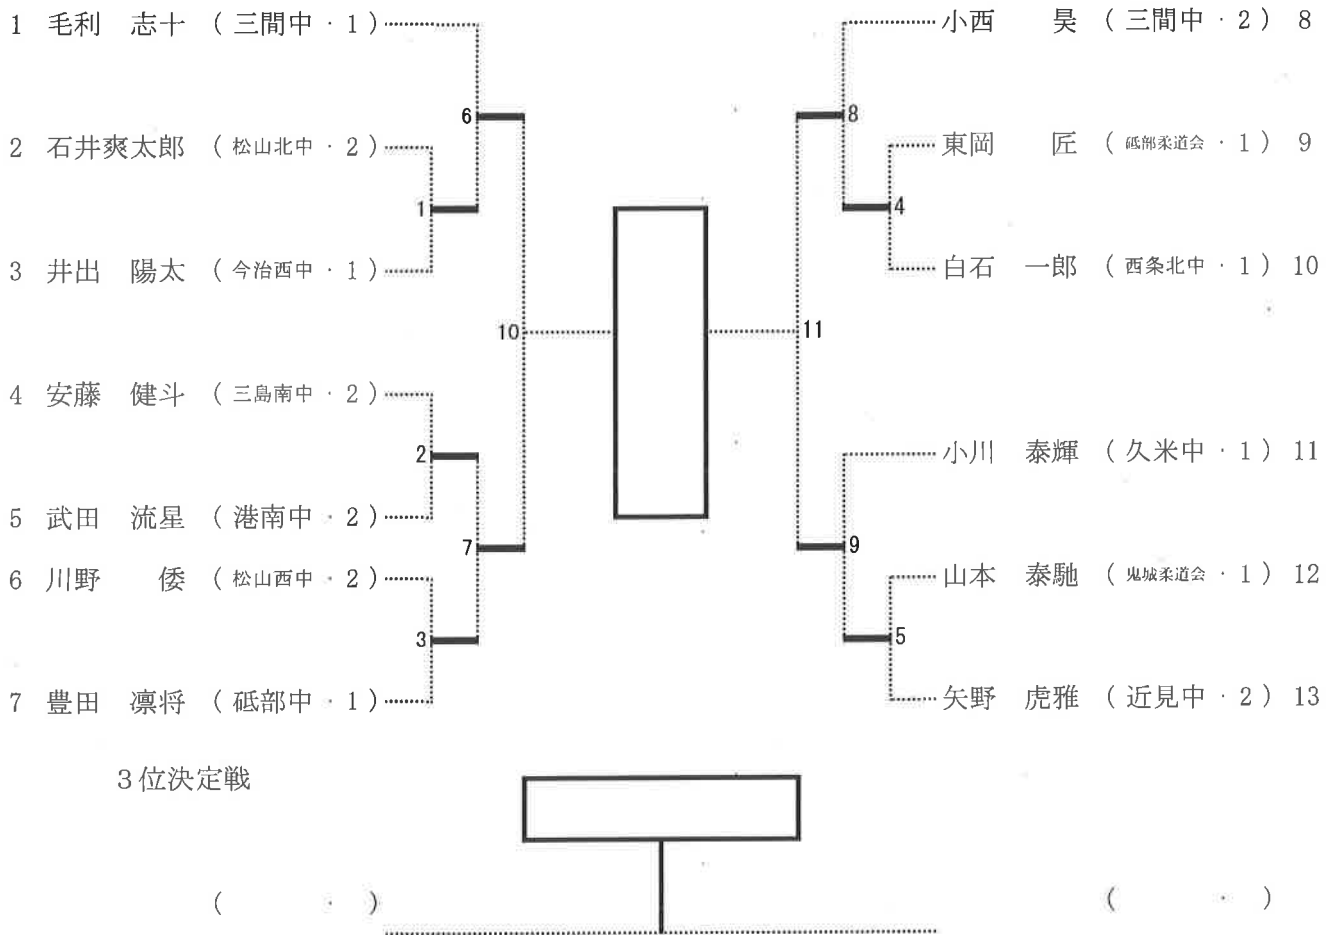 1 毛利 志十 ( 三間中 ・ 1 )
6
2 石井爽太郎 ( 松山北中 ・ 2 )
1
3 井出 陽太 ( 今治西中 ・ 1 )
10
4 安藤 健斗 ( 三島南中 ・ 2 )
2
5 武田 流星 ( 港南中 ・ 2 )
7
6 川野 倭 ( 松山西中 ・ 2 )
3
7 豊田 凛将 ( 砥部中 ・ 1 )
小西 昊 ( 三間中 ・ 2 ) 8
8
東岡 匠 ( 砥部柔道会 ・ 1 ) 9
4
白石 一郎 ( 西条北中 ・ 1 ) 10
11
小川 泰輝 ( 久米中 ・ 1 ) 11
9
山本 泰馳 ( 鬼城柔道会 ・ 1 ) 12
5
矢野 虎雅 ( 近見中 ・ 2 ) 13
3位決定戦
( ・ )
( ・ )